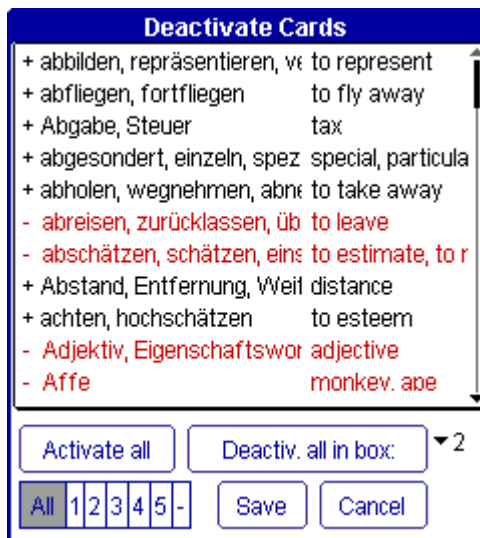 Deactivate Cards
+ abbilden, repräsentieren, ve to represent
+ abfliegen, fortfliegen to fly away
+ Abgabe, Steuer tax
+ abgesondert, einzeln, spez special, particula
+ abholen, wegnehmen, abne to take away
- abreisen, zurücklassen, üb to leave
- abschätzen, schätzen, eins to estimate, to r
+ Abstand, Entfernung, Weit distance
+ achten, hochschätzen to esteem
- Adjektiv, Eigenschaftswor adjective
- Affe monkey, ape
Activate all Deactiv. all in box: 2
All 1 2 3 4 5 - Save Cancel